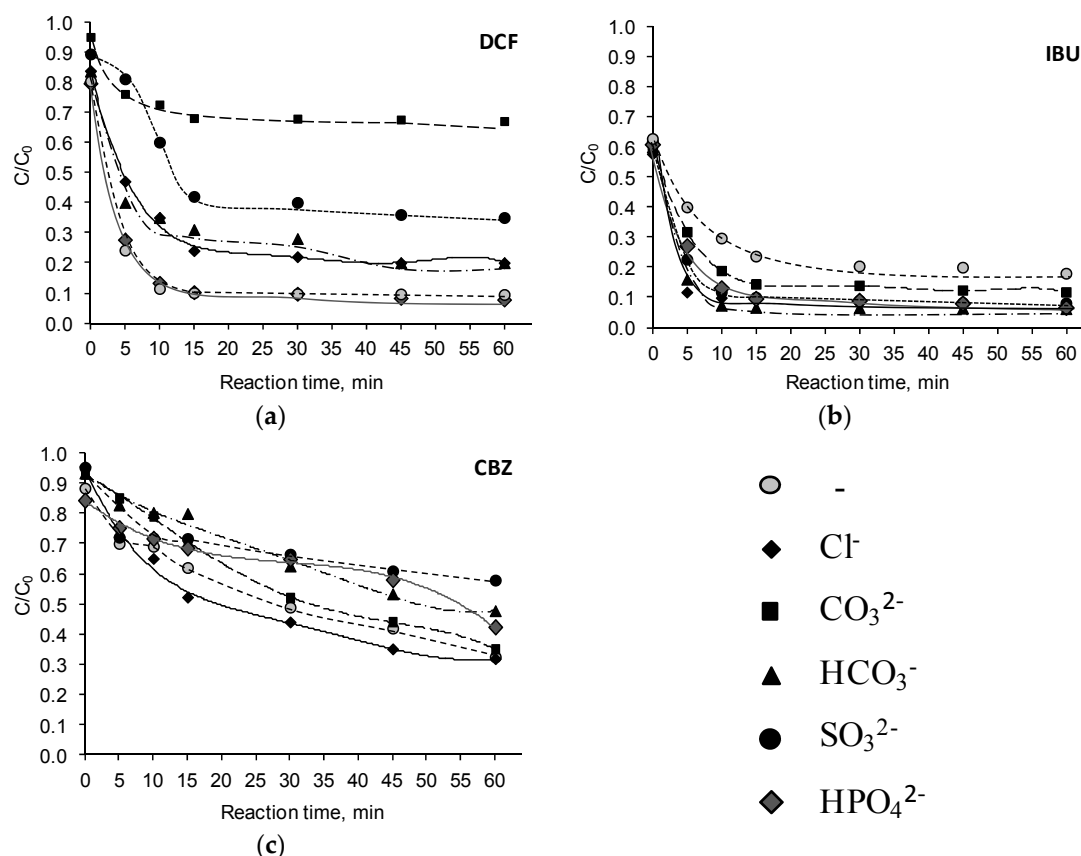 DCF
C/C₀
1.0
0.9
0.8
0.7
0.6
0.5
0.4
0.3
0.2
0.1
0.0
0 5 10 15 20 25 30 35 40 45 50 55 60
Reaction time, min
(a)
IBU
C/C₀
1.0
0.9
0.8
0.7
0.6
0.5
0.4
0.3
0.2
0.1
0.0
0 5 10 15 20 25 30 35 40 45 50 55 60
Reaction time, min
(b)
CBZ
C/C₀
1.0
0.9
0.8
0.7
0.6
0.5
0.4
0.3
0.2
0.1
0.0
0 5 10 15 20 25 30 35 40 45 50 55 60
Reaction time, min
(c)
-
Cl⁻
CO₃²⁻
HCO₃⁻
SO₃²⁻
HPO₄²⁻